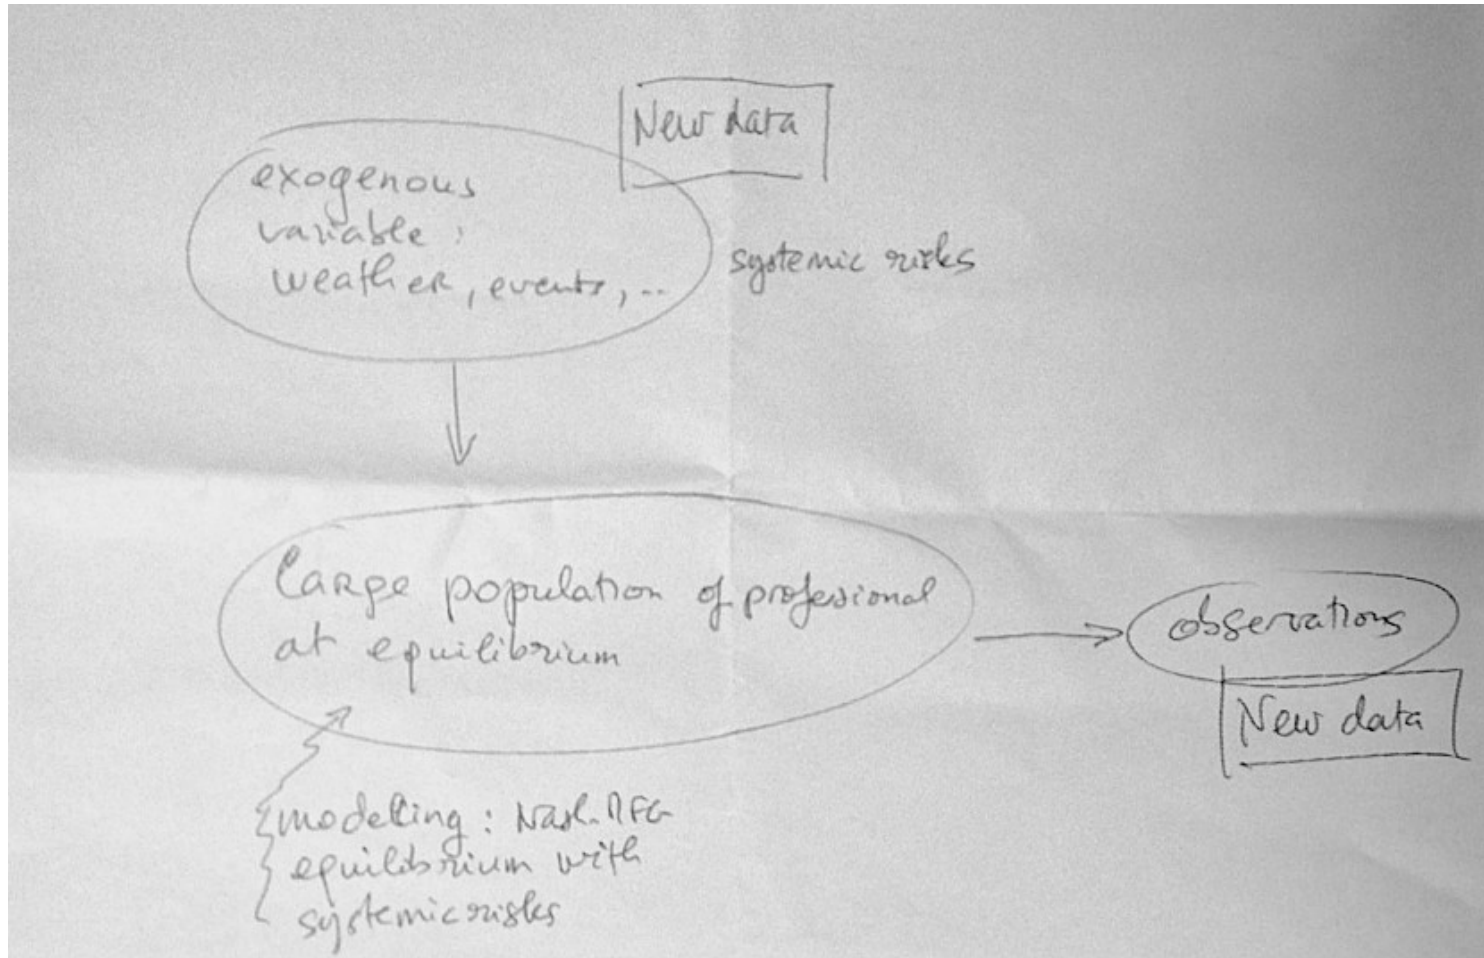 New data
exogenous
variable :
weather, events, ..
systemic risks
large population of professional
at equilibrium
observations
New data
modelling : Nash-MFG
equilibrium with
systemic risks